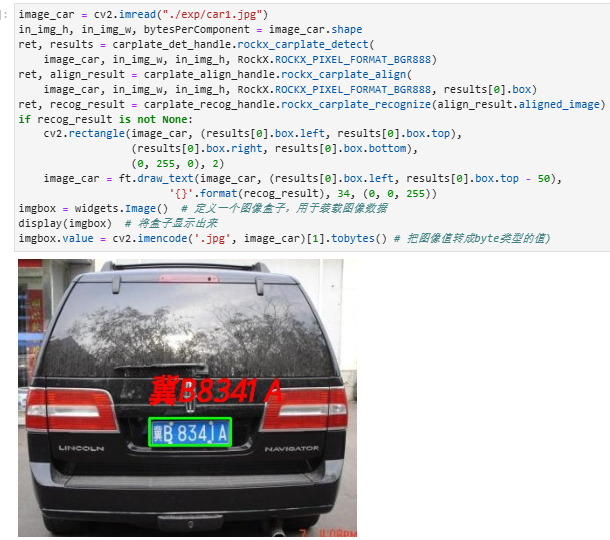 image_car = cv2.imread("./exp/car1.jpg")
in_img_h, in_img_w, bytesPerComponent = image_car.shape
ret, results = carplate_det_handle.rockx_carplate_detect(
    image_car, in_img_w, in_img_h, RockX.ROCKX_PIXEL_FORMAT_BGR888)
ret, align_result = carplate_align_handle.rockx_carplate_align(
    image_car, in_img_w, in_img_h, RockX.ROCKX_PIXEL_FORMAT_BGR888, results[0].box)
ret, recog_result = carplate_recog_handle.rockx_carplate_recognize(align_result.aligned_image)
if recog_result is not None:
    cv2.rectangle(image_car, (results[0].box.left, results[0].box.top),
                  (results[0].box.right, results[0].box.bottom),
                  (0, 255, 0), 2)
    image_car = ft.draw_text(image_car, (results[0].box.left, results[0].box.top - 50),
                        '{}'.format(recog_result), 34, (0, 0, 255))
imgbox = widgets.Image()  # 定义一个图像盒子，用于装载图像数据
display(imgbox)  # 将盒子显示出来
imgbox.value = cv2.imencode('.jpg', image_car)[1].tobytes() # 把图像值转成byte类型的值)
冀B8341A
冀B 8341A
LINCOLN NAVIGATOR